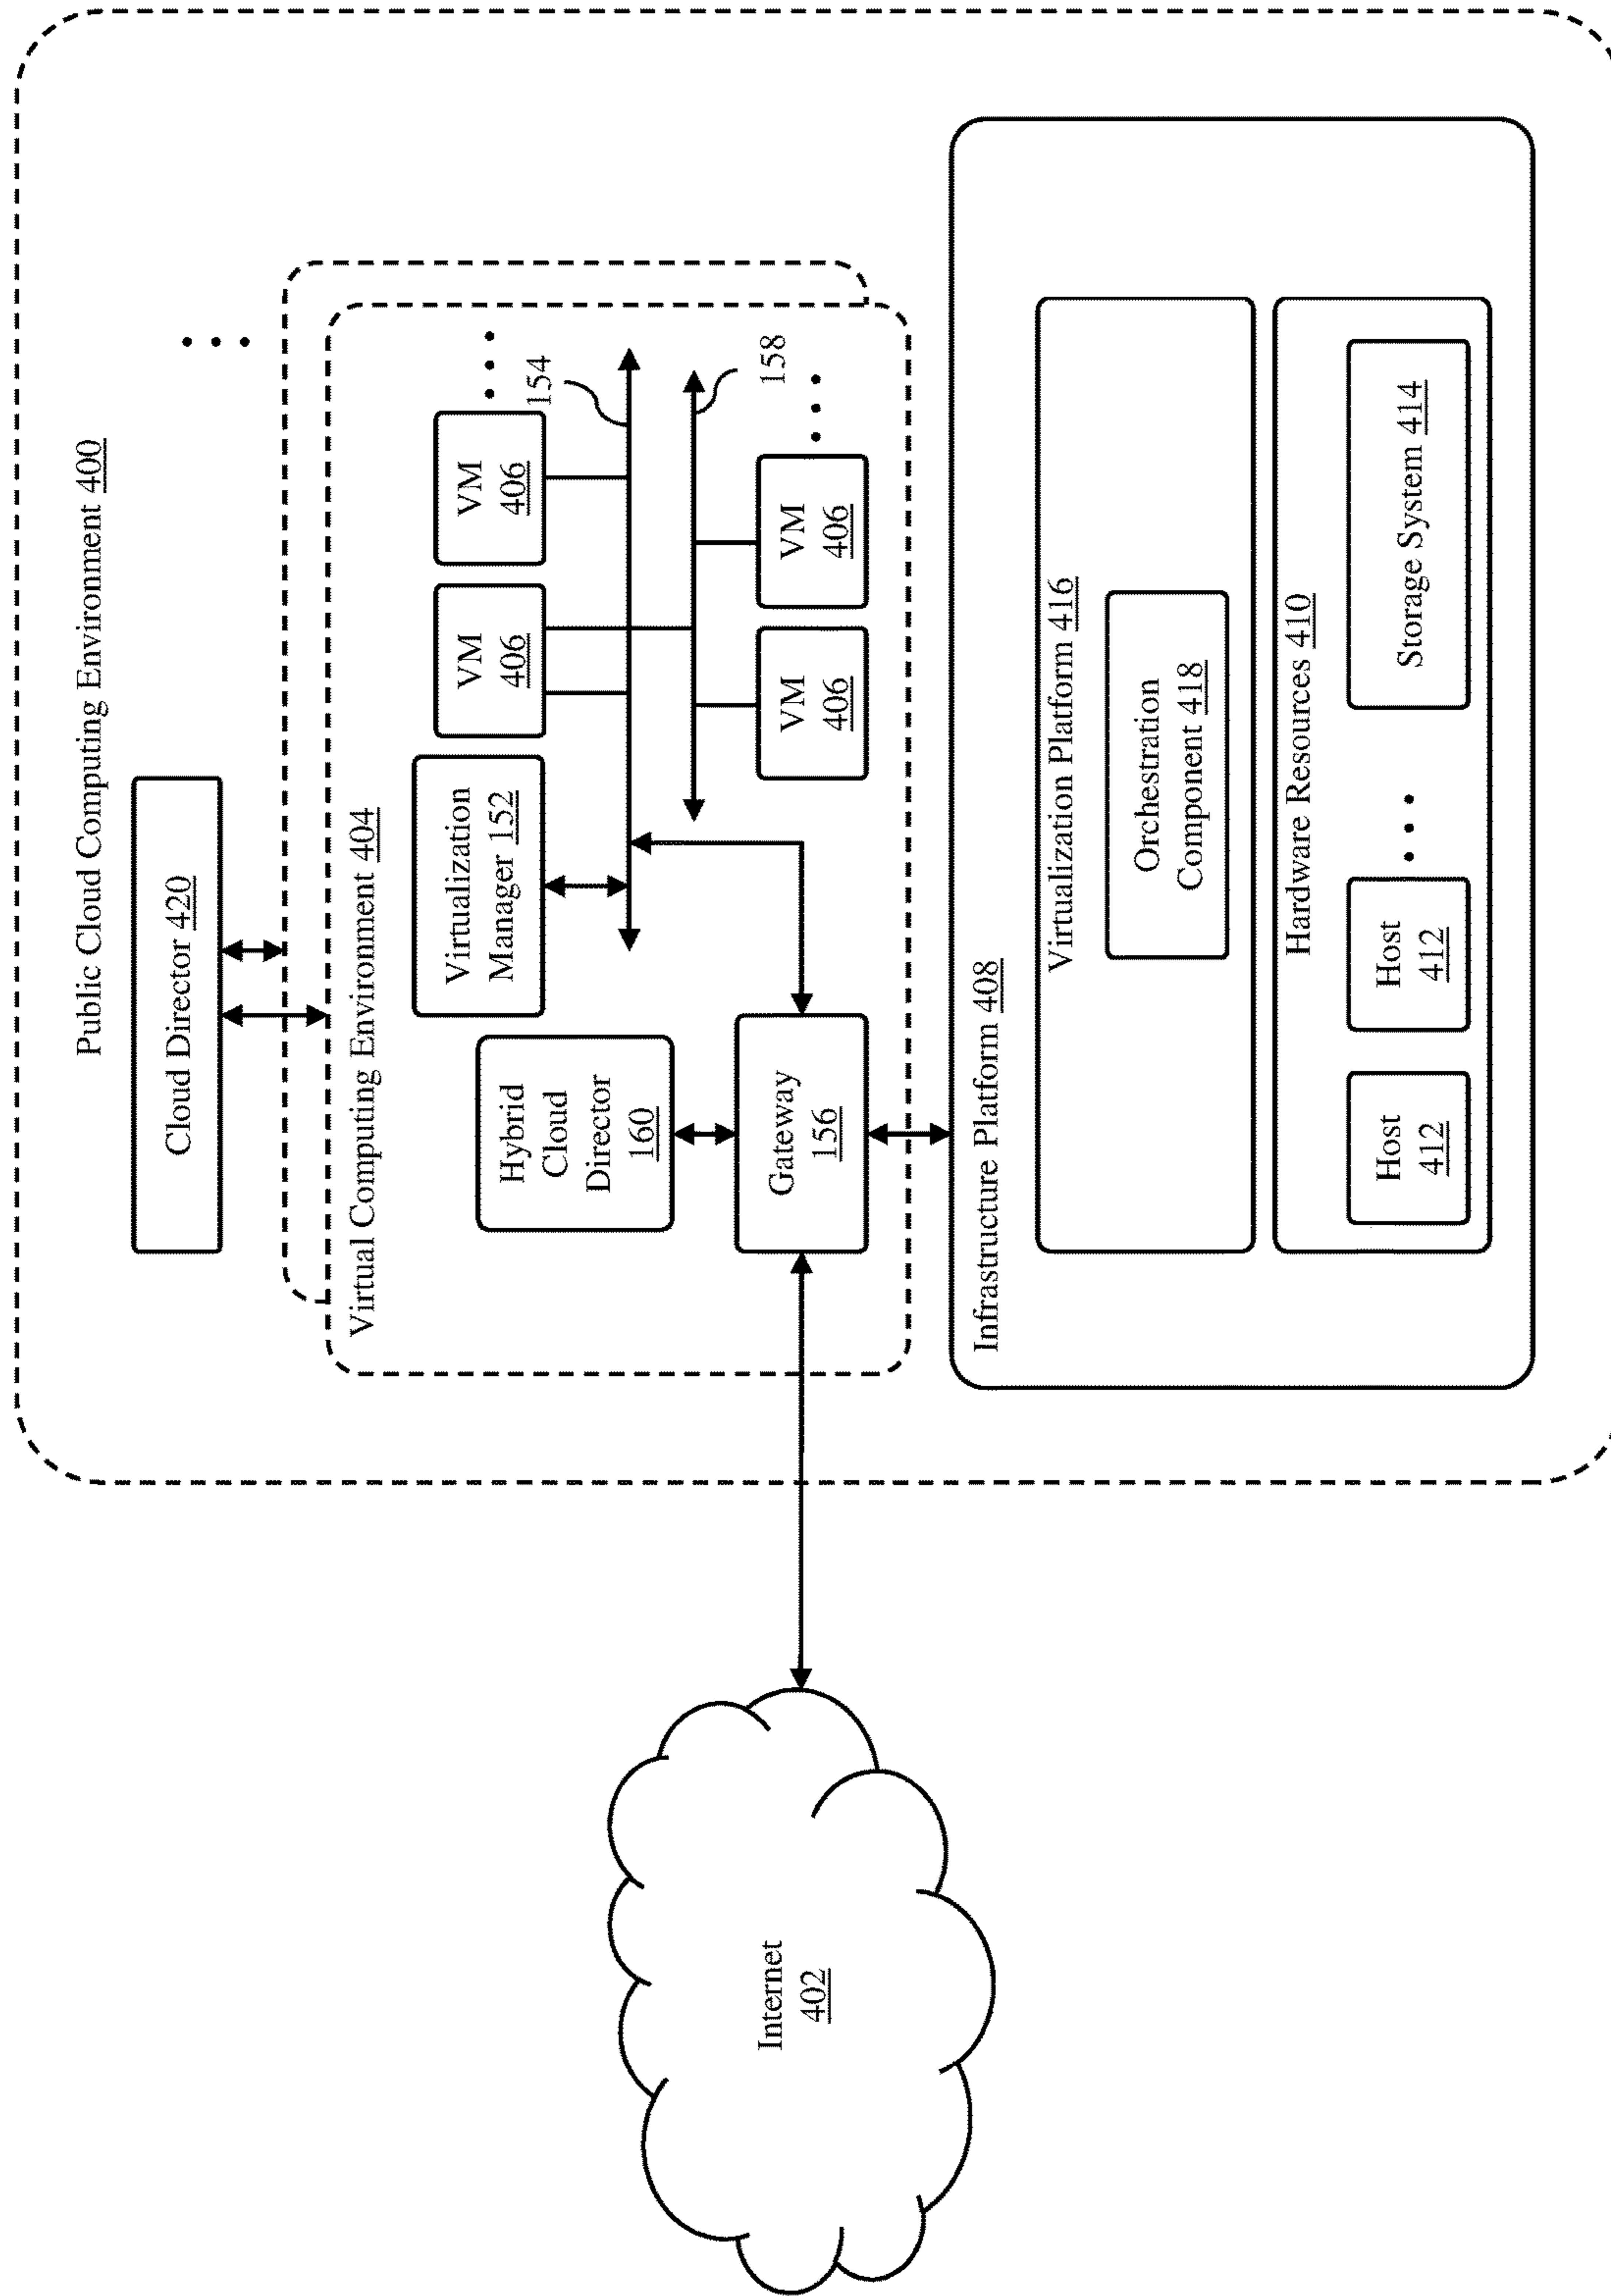 Public Cloud Computing Environment 400
Cloud Director 420
Virtual Computing Environment 404
Hybrid
Cloud
Director
160
Virtualization
Manager 152
VM
406
VM
406
154
158
Gateway
156
VM
406
VM
406
Internet
402
Infrastructure Platform 408
Virtualization Platform 416
Orchestration
Component 418
Hardware Resources 410
Host
412
Host
412
Storage System 414